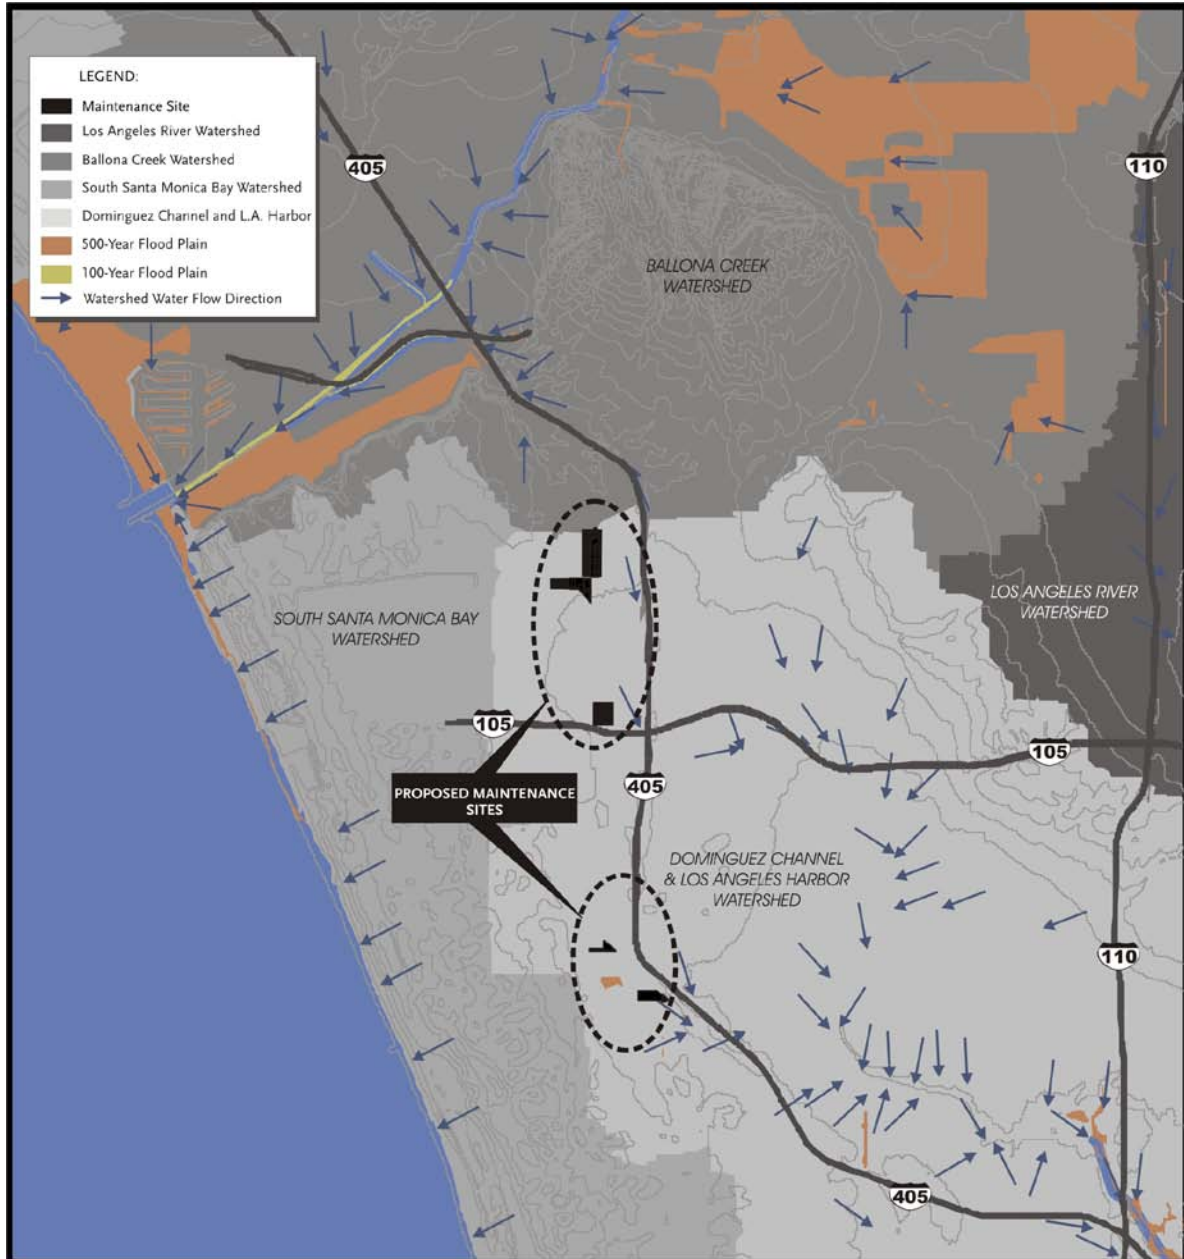 LEGEND:
Maintenance Site
Los Angeles River Watershed
Ballona Creek Watershed
South Santa Monica Bay Watershed
Dominguez Channel and L.A. Harbor
500-Year Flood Plain
100-Year Flood Plain
Watershed Water Flow Direction
405
110
BALLONA CREEK
WATERSHED
LOS ANGELES RIVER
WATERSHED
SOUTH SANTA MONICA BAY
WATERSHED
105
105
405
PROPOSED MAINTENANCE
SITES
DOMINGUEZ CHANNEL
& LOS ANGELES HARBOR
WATERSHED
110
405